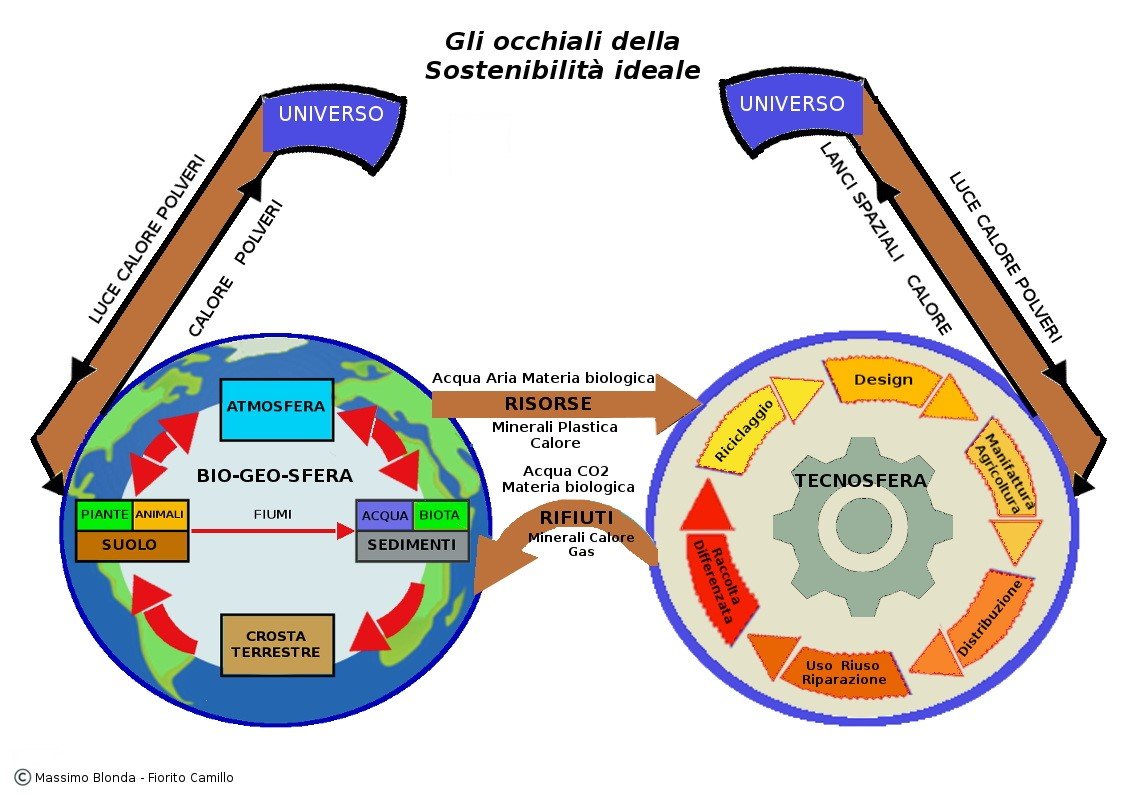 Gli occhiali della
Sostenibilità ideale
UNIVERSO
UNIVERSO
LUCE CALORE POLVERI
CALORE POLVERI
LANCI SPAZIALI CALORE
LUCE CALORE POLVERI
ATMOSFERA
BIO-GEO-SFERA
PIANTE
ANIMALI
SUOLO
FIUMI
ACQUA
BIOTA
SEDIMENTI
CROSTA
TERRESTRE
Acqua Aria Materia biologica
RISORSE
Minerali Plastica
Calore
Acqua CO2
Materia biologica
RIFIUTI
Minerali Calore
Gas
TECNOSFERA
Design
Manifattura
Agricoltura
Distribuzione
Uso Riuso
Riparazione
Raccolta
Differenzata
Riciclaggio
© Massimo Blonda - Fiorito Camillo